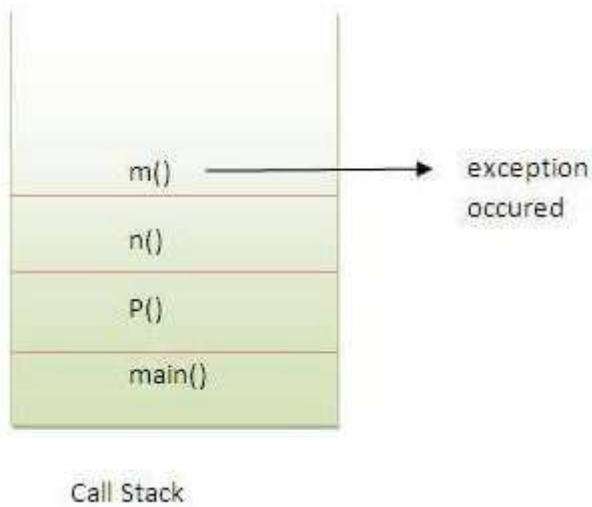 m()
exception
occured
n()
P()
main()
Call Stack